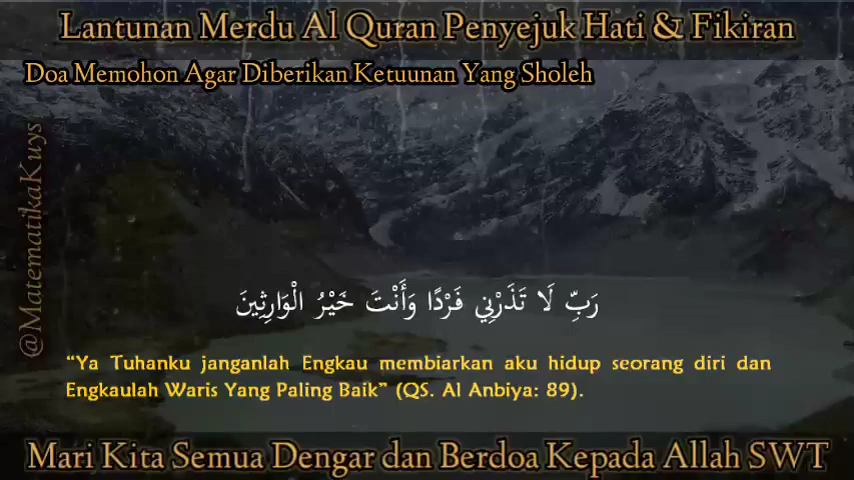 Lantunan Merdu Al Quran Penyejuk Hati & Fikiran
Doa Memohon Agar Diberikan Ketuunan Yang Sholeh
@MatematikaKuys
رَبِّ لَا تَذَرْنِي فَرْدًا وَأَنْتَ خَيْرُ الْوَارِثِينَ
“Ya Tuhanku janganlah Engkau membiarkan aku hidup seorang diri dan
Engkaulah Waris Yang Paling Baik” (QS. Al Anbiya: 89).
Mari Kita Semua Dengar dan Berdoa Kepada Allah SWT